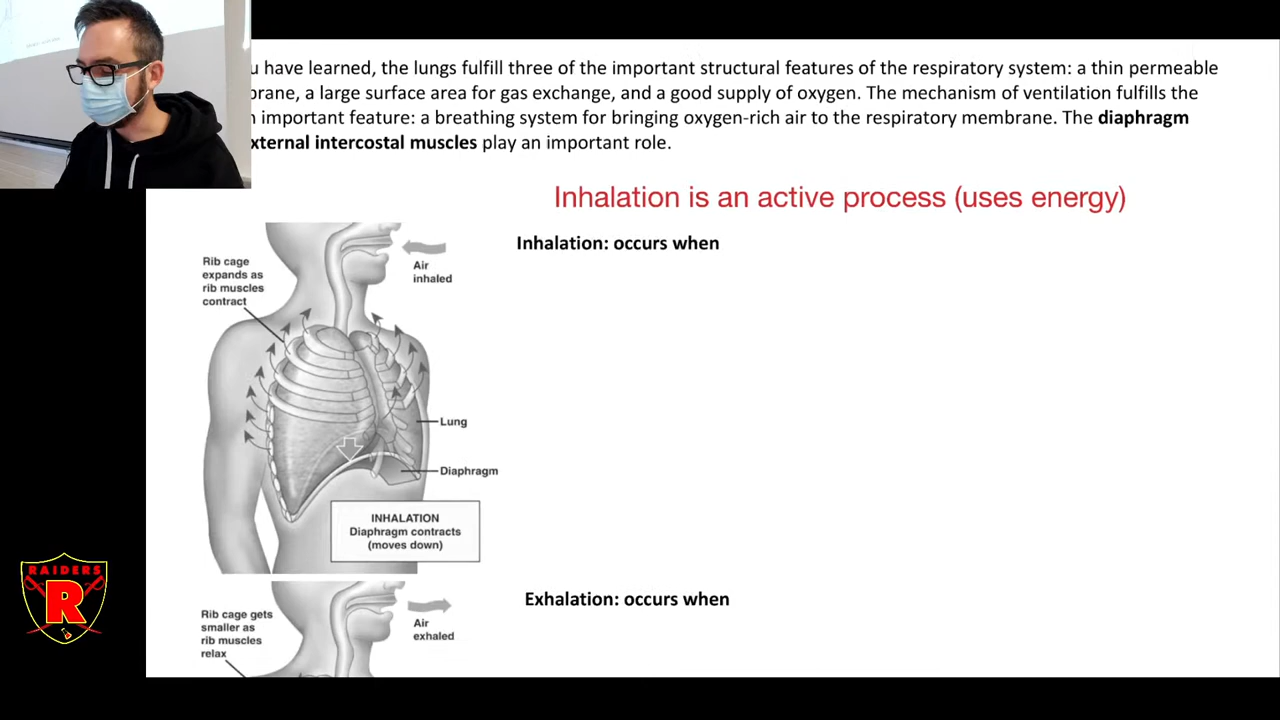 have learned, the lungs fulfill three of the important structural features of the respiratory system: a thin permeable
a large surface area for gas exchange, and a good supply of oxygen. The mechanism of ventilation fulfills the
important feature: a breathing system for bringing oxygen-rich air to the respiratory membrane. The diaphragm
intercostal muscles play an important role.
Inhalation is an active process (uses energy)
Inhalation: occurs when
Rib cage
expands as
rib muscles
contract
Air
inhaled
Lung
Diaphragm
INHALATION
Diaphragm contracts
(moves down)
RAIDERS
R
Exhalation: occurs when
Rib cage gets
smaller as
rib muscles
relax
Air
exhaled